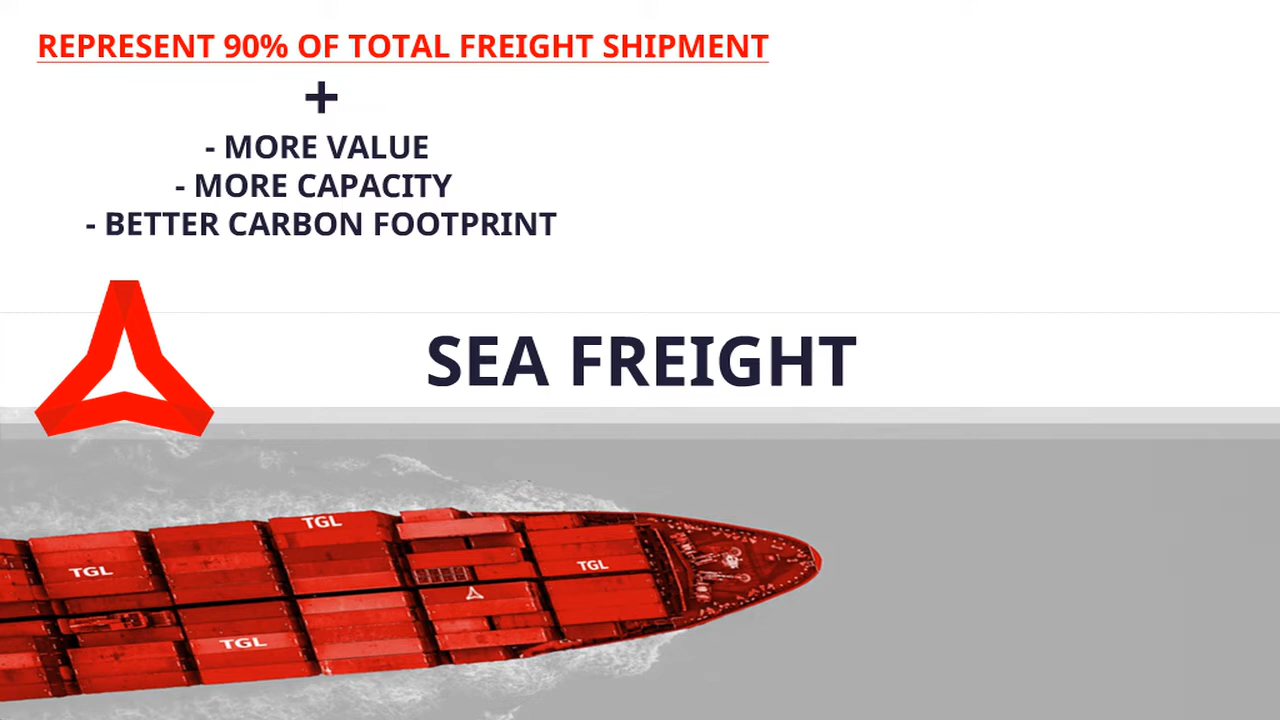 REPRESENT 90% OF TOTAL FREIGHT SHIPMENT
+
- MORE VALUE
- MORE CAPACITY
- BETTER CARBON FOOTPRINT
SEA FREIGHT
TGL
TGL
TGL
TGL